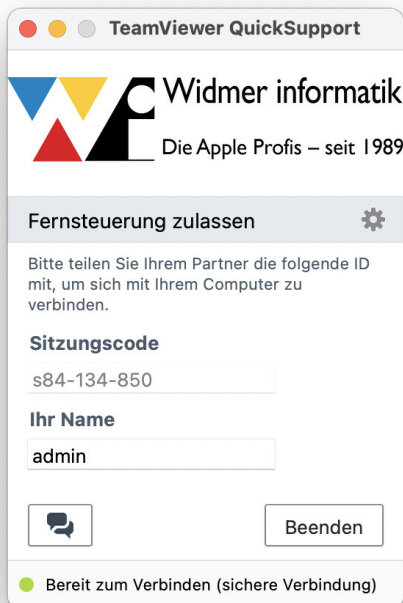 TeamViewer QuickSupport
Widmer informatik
Die Apple Profis – seit 1989
Fernsteuerung zulassen
Bitte teilen Sie Ihrem Partner die folgende ID
mit, um sich mit Ihrem Computer zu
verbinden.
Sitzungscode
s84-134-850
Ihr Name
admin
Beenden
Bereit zum Verbinden (sichere Verbindung)